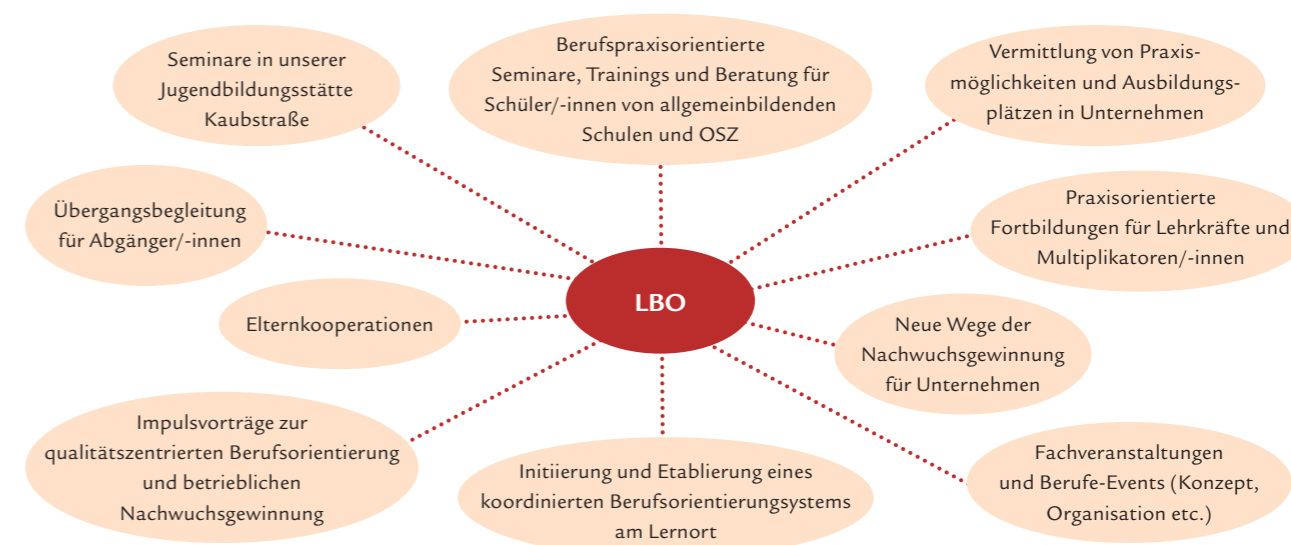 Seminare in unserer
Jugendbildungsstätte
Kaubstraße
Berufspraxisorientierte
Seminare, Trainings und Beratung für
Schüler/-innen von allgemeinbildenden
Schulen und OSZ
Vermittlung von Praxis-
möglichkeiten und Ausbildungs-
plätzen in Unternehmen
Übergangsbegleitung
für Abgänger/-innen
Praxisorientierte
Fortbildungen für Lehrkräfte und
Multiplikatoren/-innen
LBO
Elternkooperationen
Neue Wege der
Nachwuchsgewinnung
für Unternehmen
Impulsvorträge zur
qualitätszentrierten Berufsorientierung
und betrieblichen
Nachwuchsgewinnung
Initiierung und Etablierung eines
koordinierten Berufsorientierungsystems
am Lernort
Fachveranstaltungen
und Berufe-Events (Konzept,
Organisation etc.)